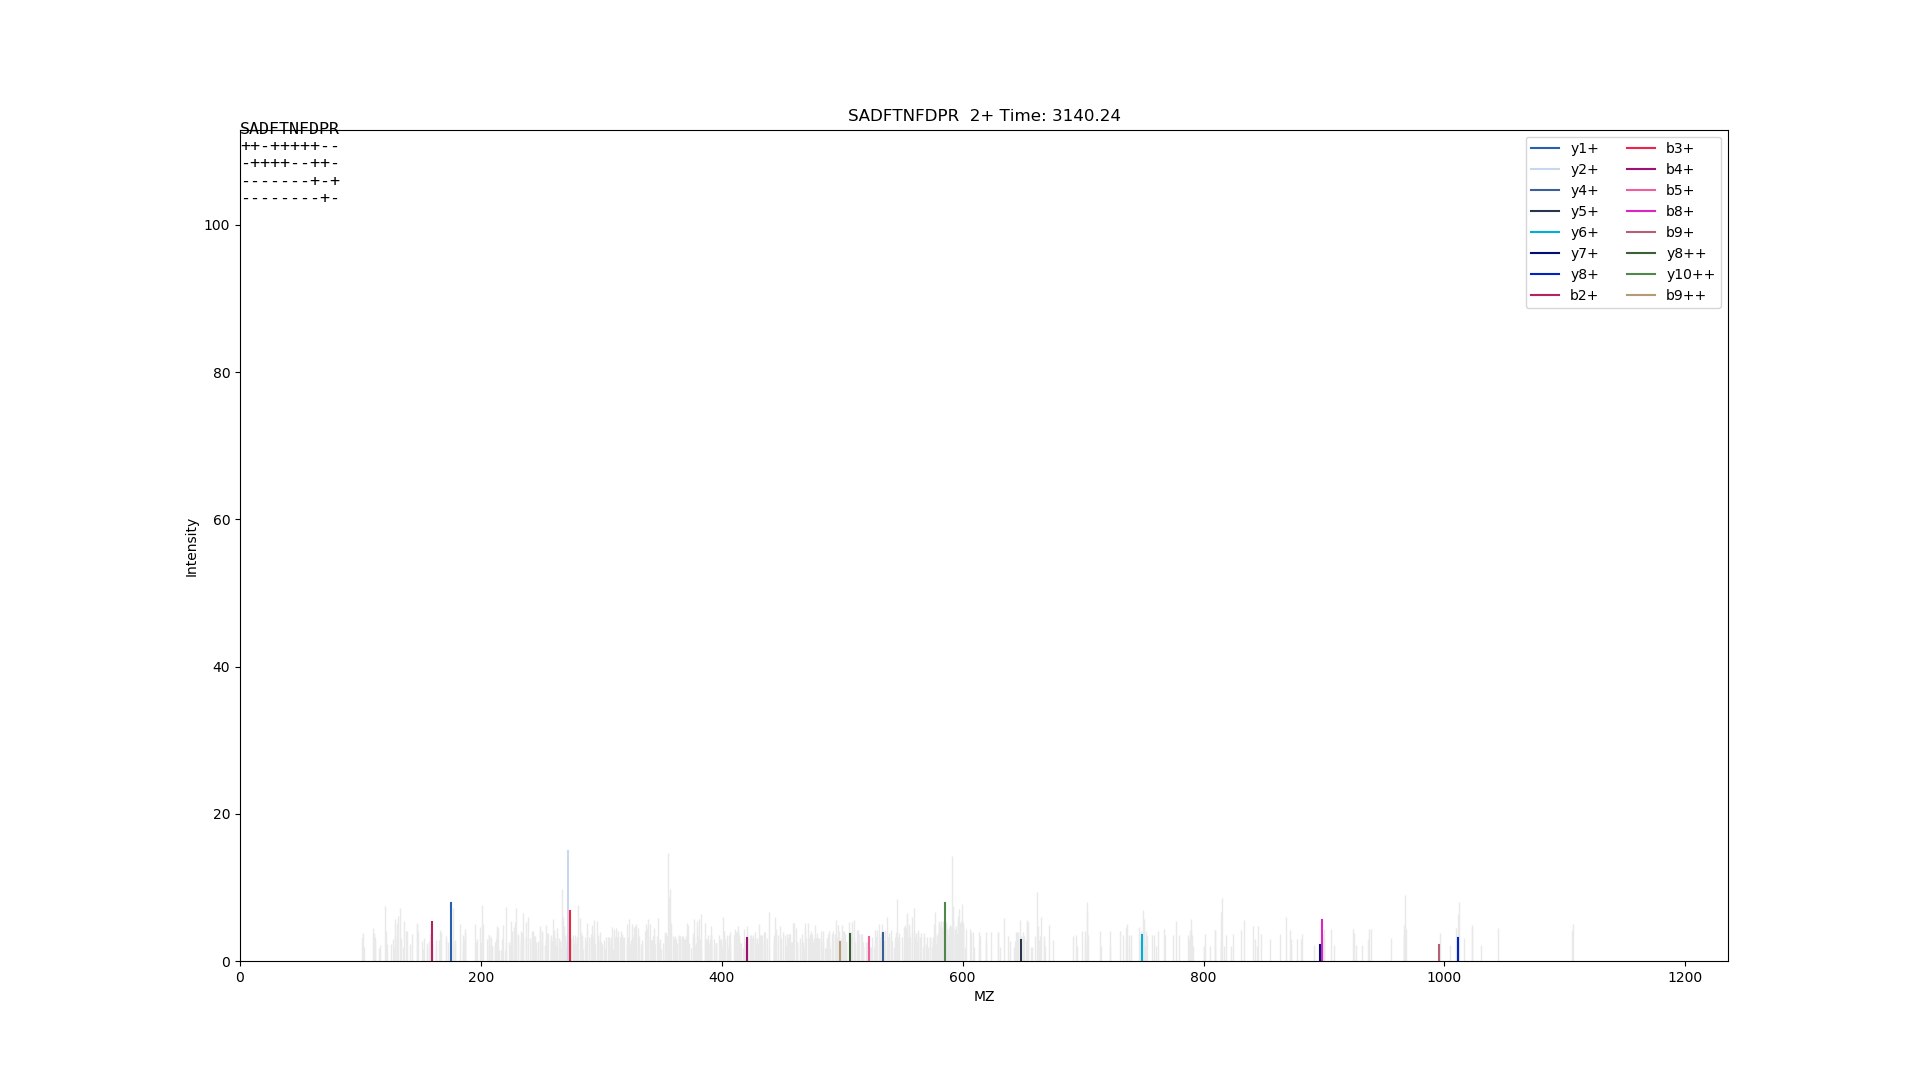 SADFTNFDPR 2+ Time: 3140.24
SADFTNFDPR
++-+++++--
-++++--++-
-------+-+
--------+-
y1+
y2+
y4+
y5+
y6+
y7+
y8+
b2+
b3+
b4+
b5+
b8+
b9+
y8++
y10++
b9++
100
80
60
40
20
0
Intensity
0 200 400 600 800 1000 1200
MZ